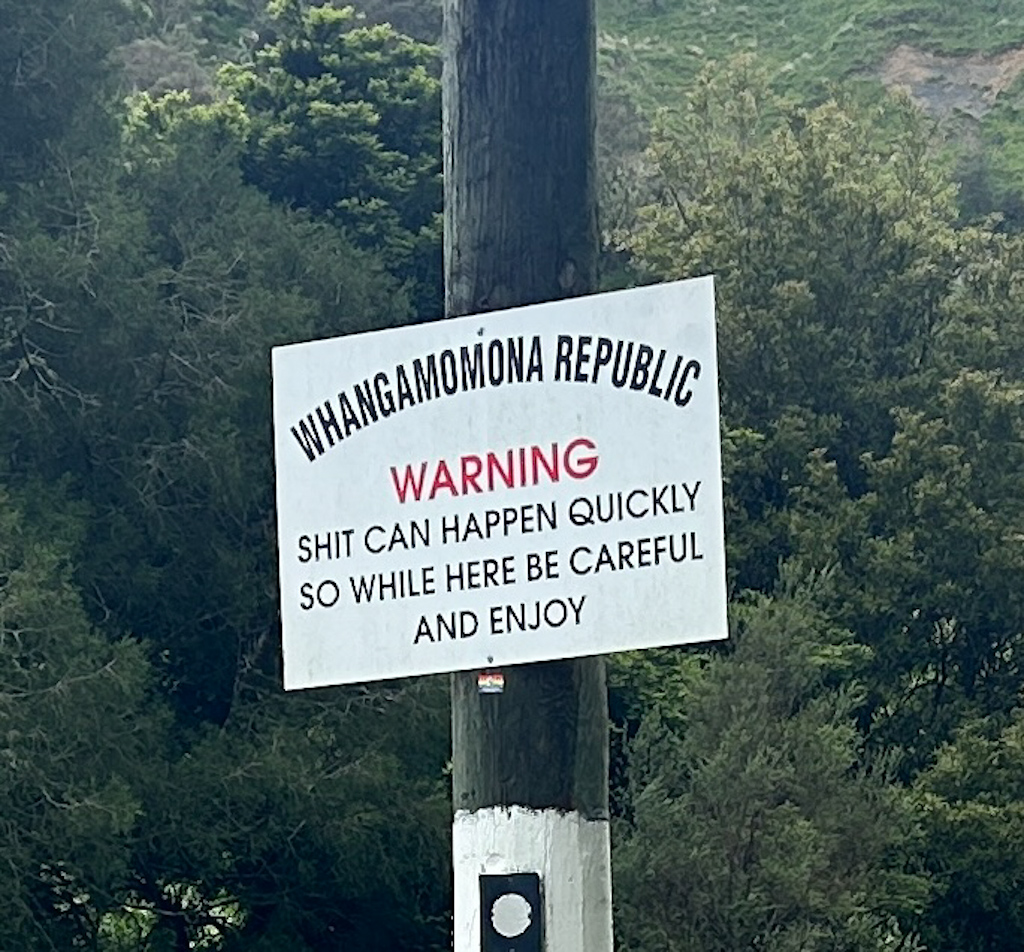 WHANGAMOMONA REPUBLIC
WARNING
SHIT CAN HAPPEN QUICKLY
SO WHILE HERE BE CAREFUL
AND ENJOY